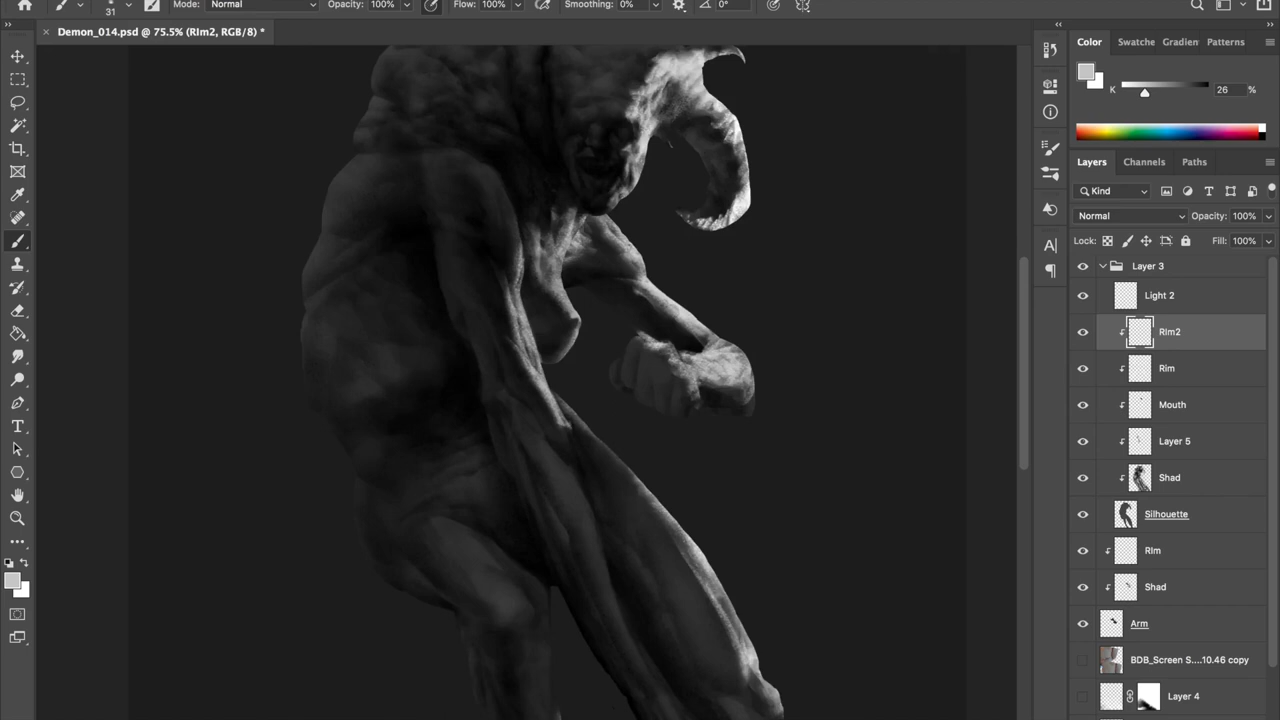 31
Mode: Normal
Opacity: 100%
Flow: 100%
Smoothing: 0%
0°
Demon_014.psd @ 75.5% (RIm2, RGB/8) *
Color Swatche Gradien Patterns
K 26 %
Layers Channels Paths
Kind
Normal Opacity: 100%
Lock: Fill: 100%
Layer 3
Light 2
RIm2
Rim
Mouth
Layer 5
Shad
Silhouette
RIm
Shad
Arm
BDB_Screen S....10.46 copy
Layer 4